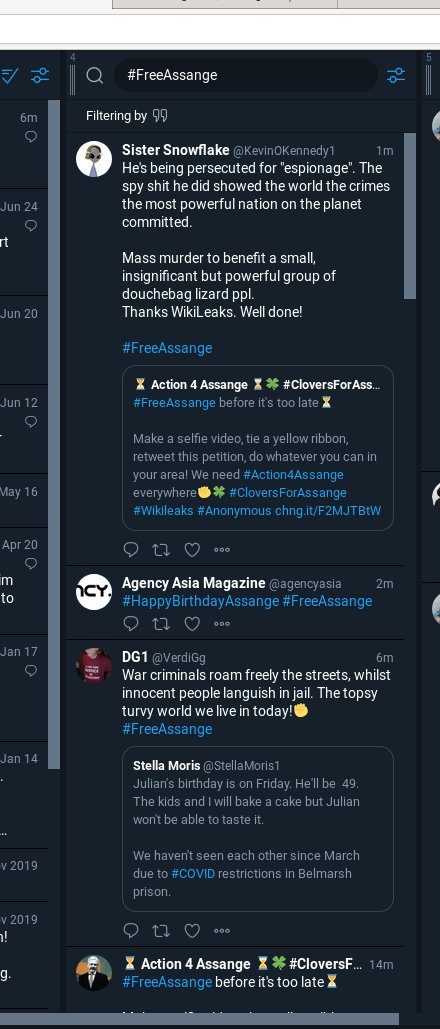 4
5
#FreeAssange
Filtering by
6m
Jun 24
rt
Jun 20
Jun 12
May 16
Apr 20
im
to
Jan 17
Jan 14
v 2019
v 2019
n!
g.
Sister Snowflake @KevinOKennedy1 1m
He's being persecuted for "espionage". The
spy shit he did showed the world the crimes
the most powerful nation on the planet
committed.
Mass murder to benefit a small,
insignificant but powerful group of
douchebag lizard ppl.
Thanks WikiLeaks. Well done!
#FreeAssange
⌛ Action 4 Assange ⌛🍀 #CloversForAss...
#FreeAssange before it's too late⌛
Make a selfie video, tie a yellow ribbon,
retweet this petition, do whatever you can in
your area! We need #Action4Assange
everywhere✊🍀 #CloversForAssange
#Wikileaks #Anonymous chng.it/F2MJTBtW
NCY.
Agency Asia Magazine @agencyasia 2m
#HappyBirthdayAssange #FreeAssange
DG1 @VerdiGg 6m
War criminals roam freely the streets, whilst
innocent people languish in jail. The topsy
turvy world we live in today!✊
#FreeAssange
Stella Moris @StellaMoris1
Julian's birthday is on Friday. He'll be 49.
The kids and I will bake a cake but Julian
won't be able to taste it.
We haven't seen each other since March
due to #COVID restrictions in Belmarsh
prison.
⌛ Action 4 Assange ⌛🍀 #CloversF... 14m
#FreeAssange before it's too late⌛